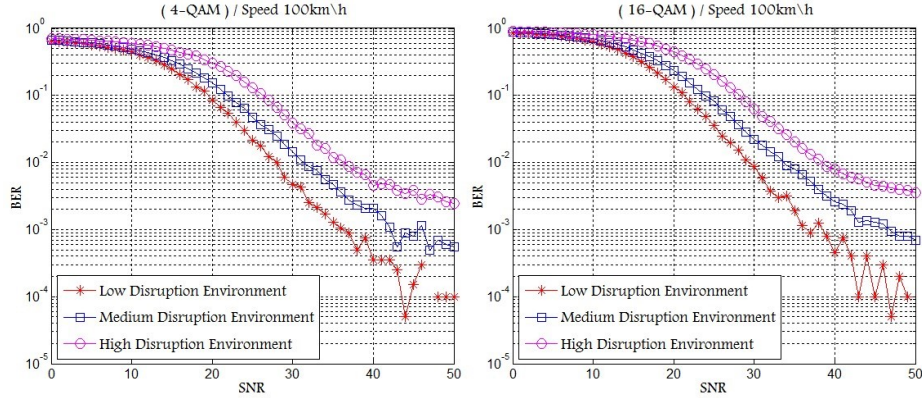 ( 4-QAM ) / Speed 100km\h
10^0
10^-1
10^-2
10^-3
10^-4
10^-5
BER
0
10
20
30
40
50
SNR
Low Disruption Environment
Medium Disruption Environment
High Disruption Environment
( 16-QAM ) / Speed 100km\h
10^0
10^-1
10^-2
10^-3
10^-4
10^-5
BER
0
10
20
30
40
50
SNR
Low Disruption Environment
Medium Disruption Environment
High Disruption Environment